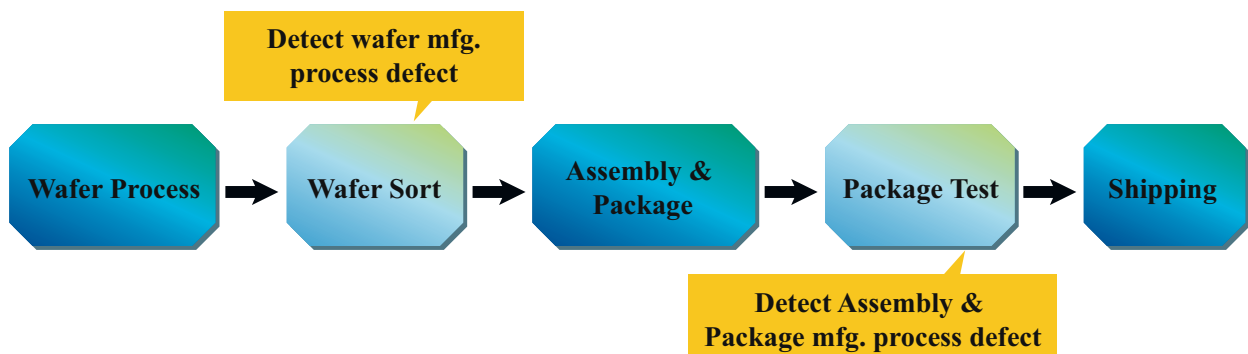 Detect wafer mfg.
process defect
Wafer Process
Wafer Sort
Assembly &
Package
Package Test
Shipping
Detect Assembly &
Package mfg. process defect